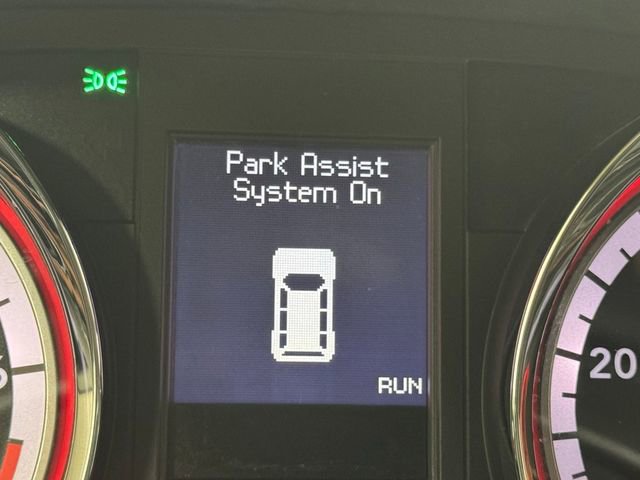 Park Assist
System On
RUN
20